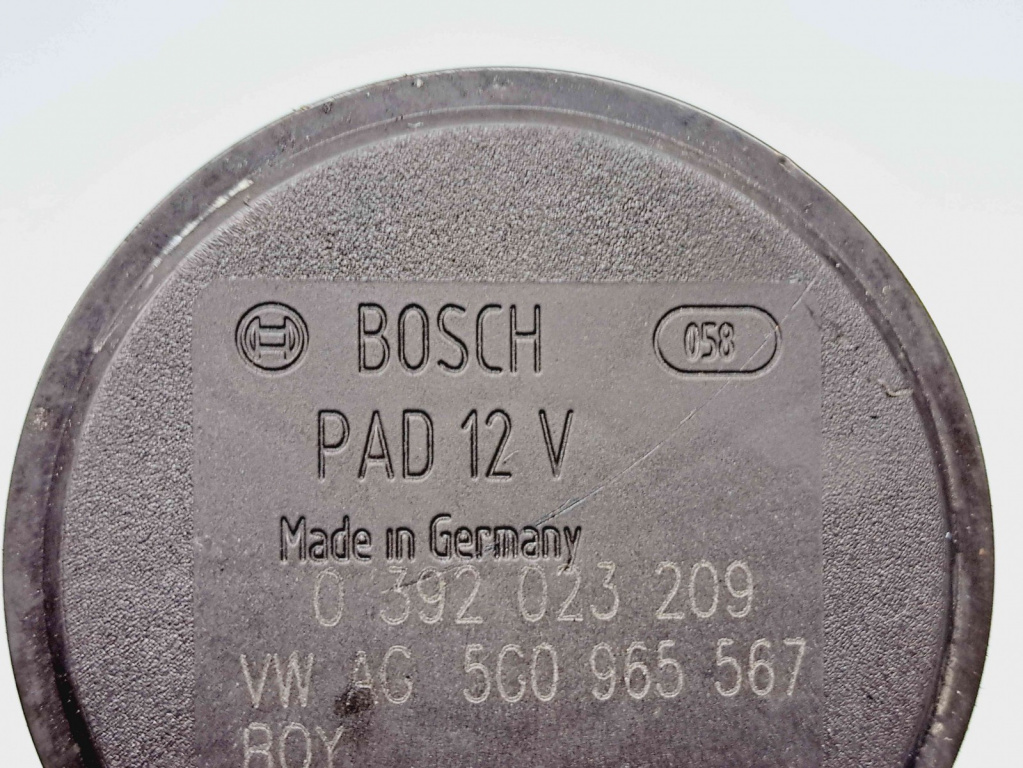 BOSCH 058
PAD 12 V
Made in Germany
0 392 023 209
VW AG 5G0 965 567